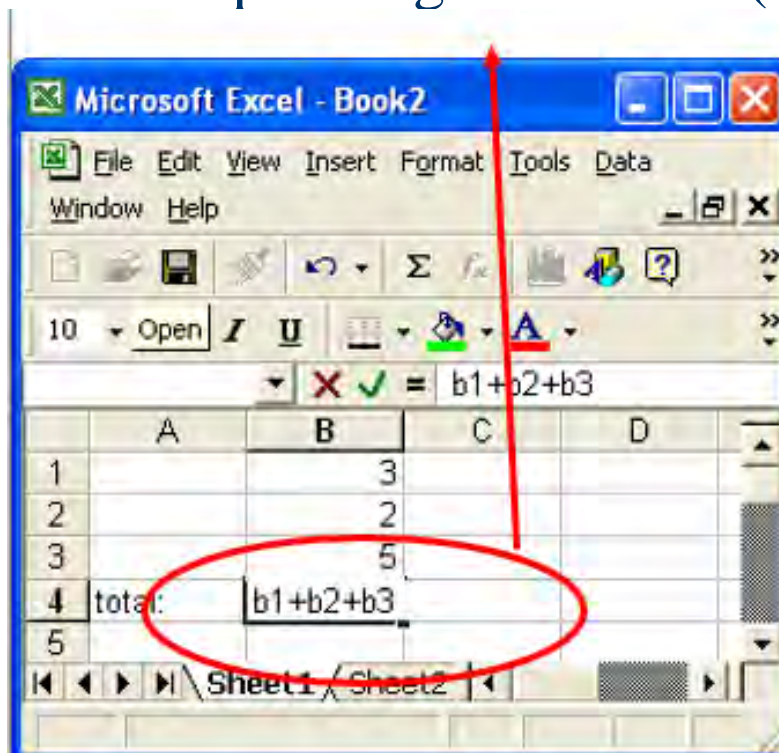 Microsoft Excel - Book2
File Edit View Insert Format Tools Data
Window Help
10 Open I U A
= b1+b2+b3
A B C D
1 3
2 2
3 5
4 total: b1+b2+b3
5
Sheet1 Sheet2